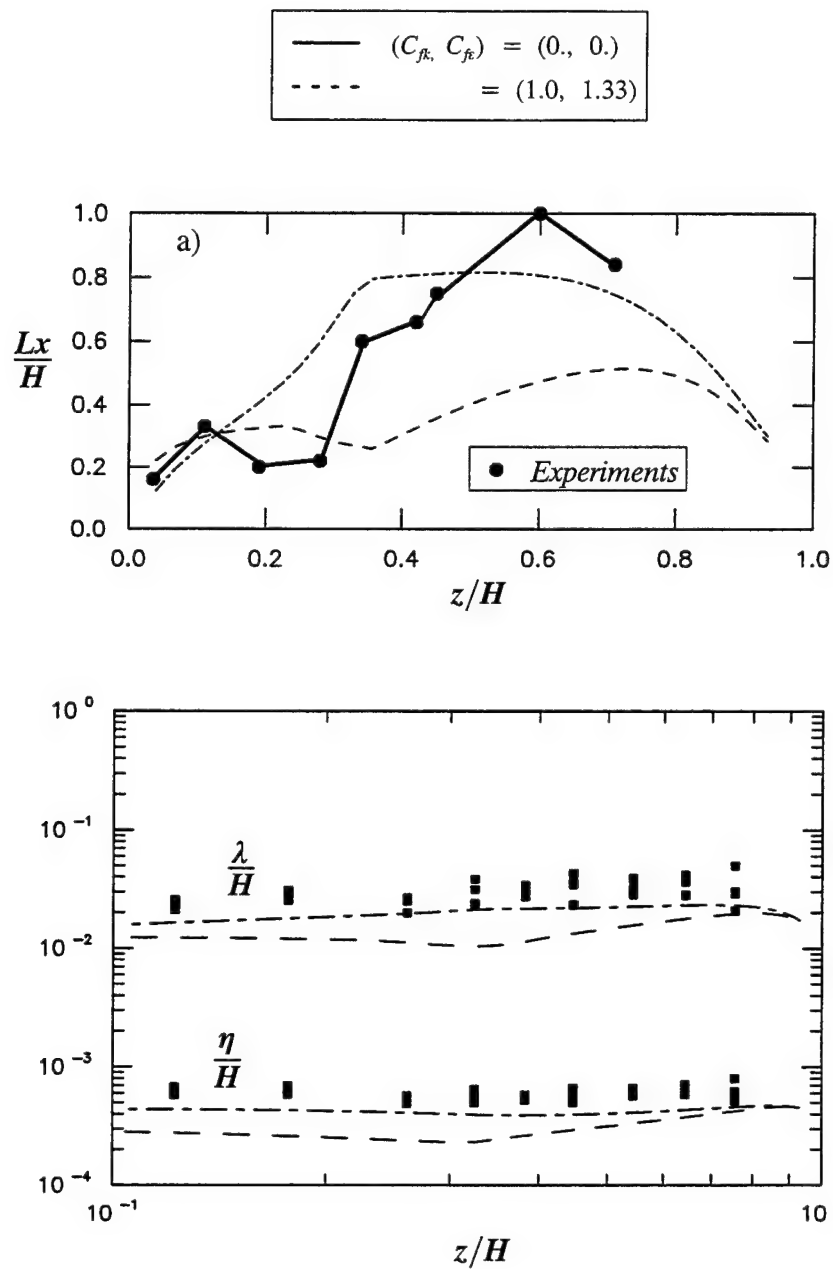 (C_fk, C_fε) = (0., 0.)
= (1.0, 1.33)
a)
1.0
0.8
0.6
0.4
0.2
0.0
Lx/H
0.0 0.2 0.4 0.6 0.8 1.0
z/H
Experiments
10^0
10^-1
10^-2
10^-3
10^-4
λ/H
η/H
10^-1 10
z/H